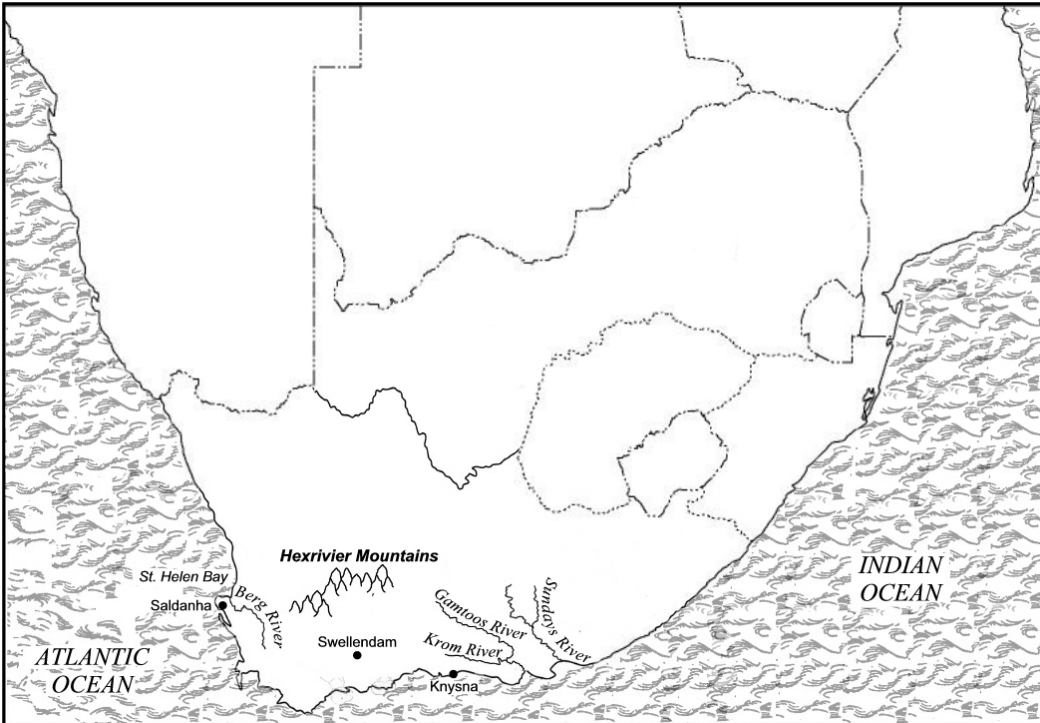 Hexrivier Mountains
St. Helen Bay
Saldanha
Berg River
Swellendam
Gamtoos River
Krom River
Sundays River
Knysna
ATLANTIC
OCEAN
INDIAN
OCEAN